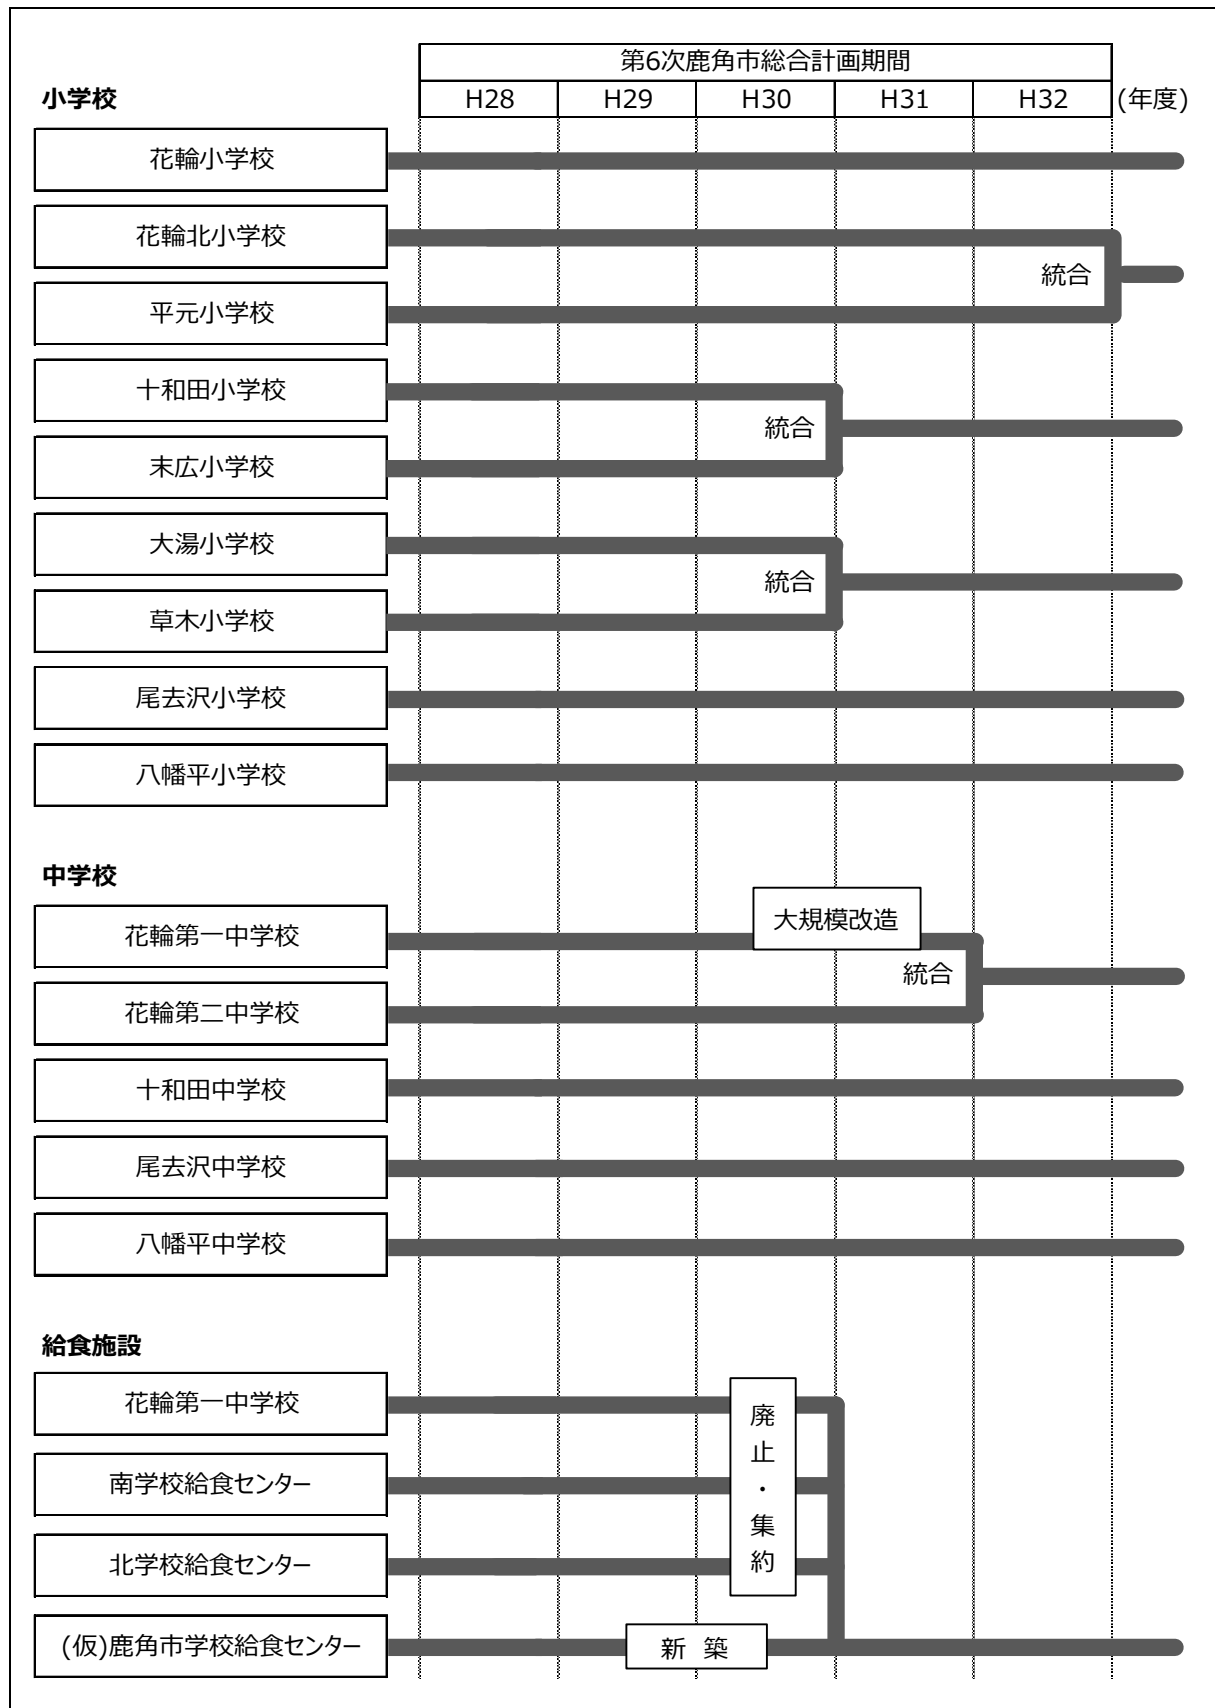 第6次鹿角市総合計画期間
小学校
H28 H29 H30 H31 H32 (年度)
花輪小学校
花輪北小学校
統合
平元小学校
十和田小学校
統合
末広小学校
大湯小学校
統合
草木小学校
尾去沢小学校
八幡平小学校
中学校
大規模改造
花輪第一中学校
統合
花輪第二中学校
十和田中学校
尾去沢中学校
八幡平中学校
給食施設
花輪第一中学校
南学校給食センター
北学校給食センター
廃止・集約
(仮)鹿角市学校給食センター
新 築